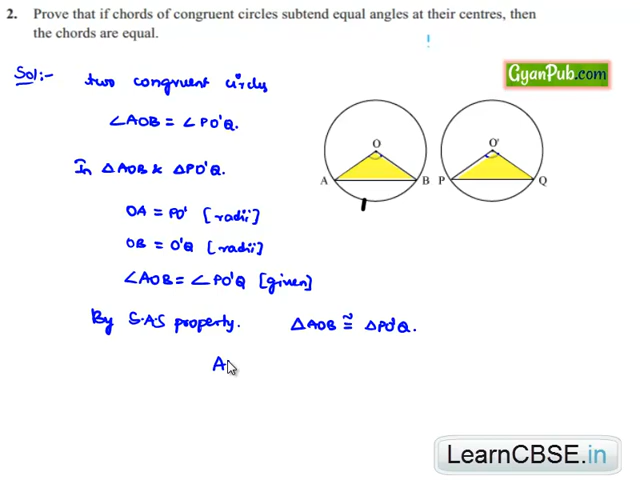 2. Prove that if chords of congruent circles subtend equal angles at their centres, then
the chords are equal.
Sol:- two congruent circles
GyanPub.com
∠AOB = ∠PO'Q.
In ΔAOB & ΔPO'Q.
O O'
A B P Q
OA = PO' [radii]
OB = O'Q [radii]
∠AOB = ∠PO'Q [given]
By S.A.S property. ΔAOB ≅ ΔPO'Q.
A
LearnCBSE.in